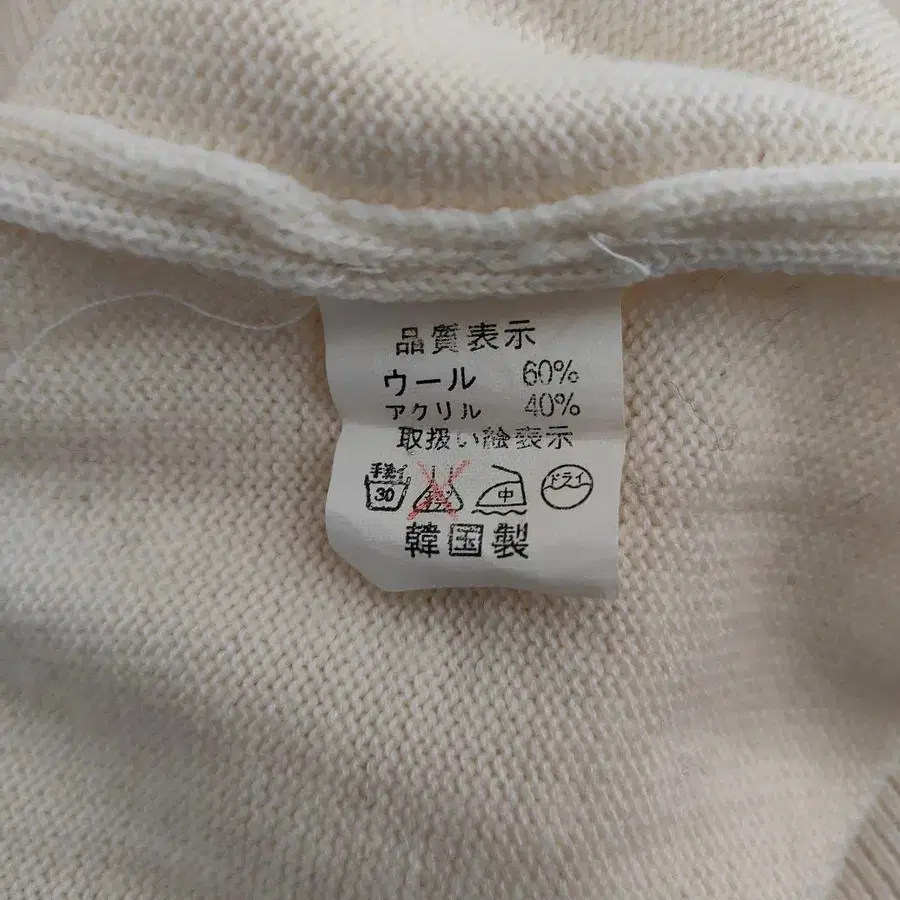 品質表示
ウール 60%
アクリル 40%
取扱い絵表示
手洗イ 30 中 ドライ
韓国製